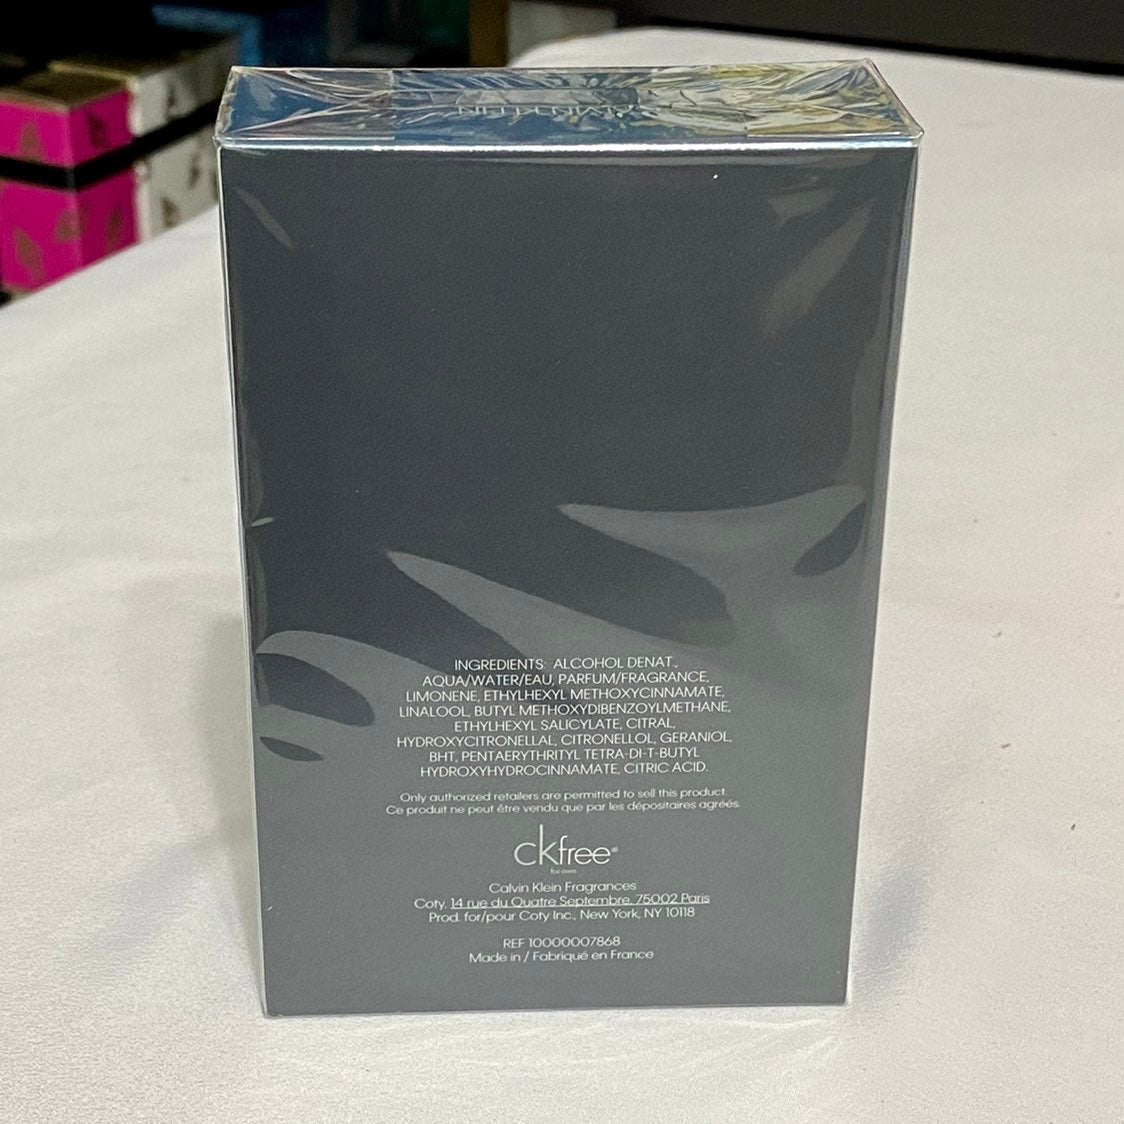 INGREDIENTS: ALCOHOL DENAT.,
AQUA/WATER/EAU, PARFUM/FRAGRANCE,
LIMONENE, ETHYLHEXYL METHOXYCINNAMATE,
LINALOOL, BUTYL METHOXYDIBENZOYLMETHANE,
ETHYLHEXYL SALICYLATE, CITRAL,
HYDROXYCITRONELLAL, CITRONELLOL, GERANIOL,
BHT, PENTAERYTHRITYL TETRA-DI-T-BUTYL
HYDROXYHYDROCINNAMATE, CITRIC ACID.
Only authorized retailers are permitted to sell this product.
Ce produit ne peut être vendu que par les dépositaires agréés.
ckfree®
for men
Calvin Klein Fragrances
Coty, 14 rue du Quatre Septembre, 75002 Paris
Prod. for/pour Coty Inc., New York, NY 10118
REF 10000007868
Made in / Fabriqué en France